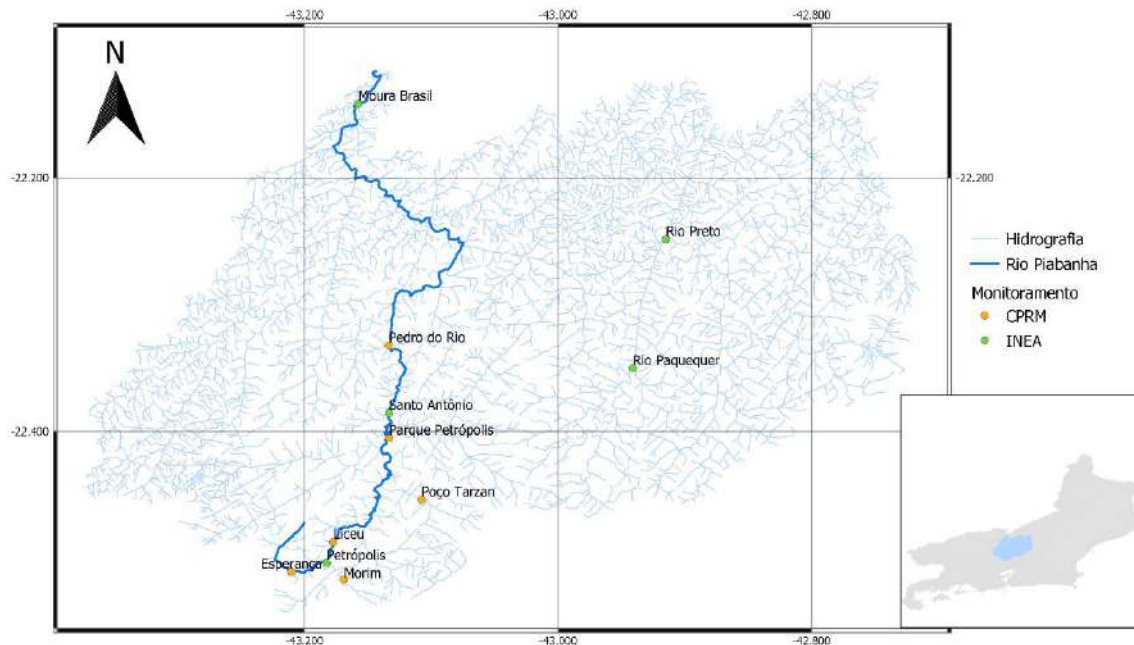 -43.200 -43.000 -42.800
N
Moura Brasil
-22.200 -22.200
Rio Preto
Hidrografia
Rio Piabanha
Monitoramento
CPRM
INEA
Pedro do Rio
Rio Paquequer
Santo Antônio
-22.400
Parque Petrópolis
Poço Tarzan
Liceu
Petrópolis
Esperança
Morim
-43.200 -43.000 -42.800